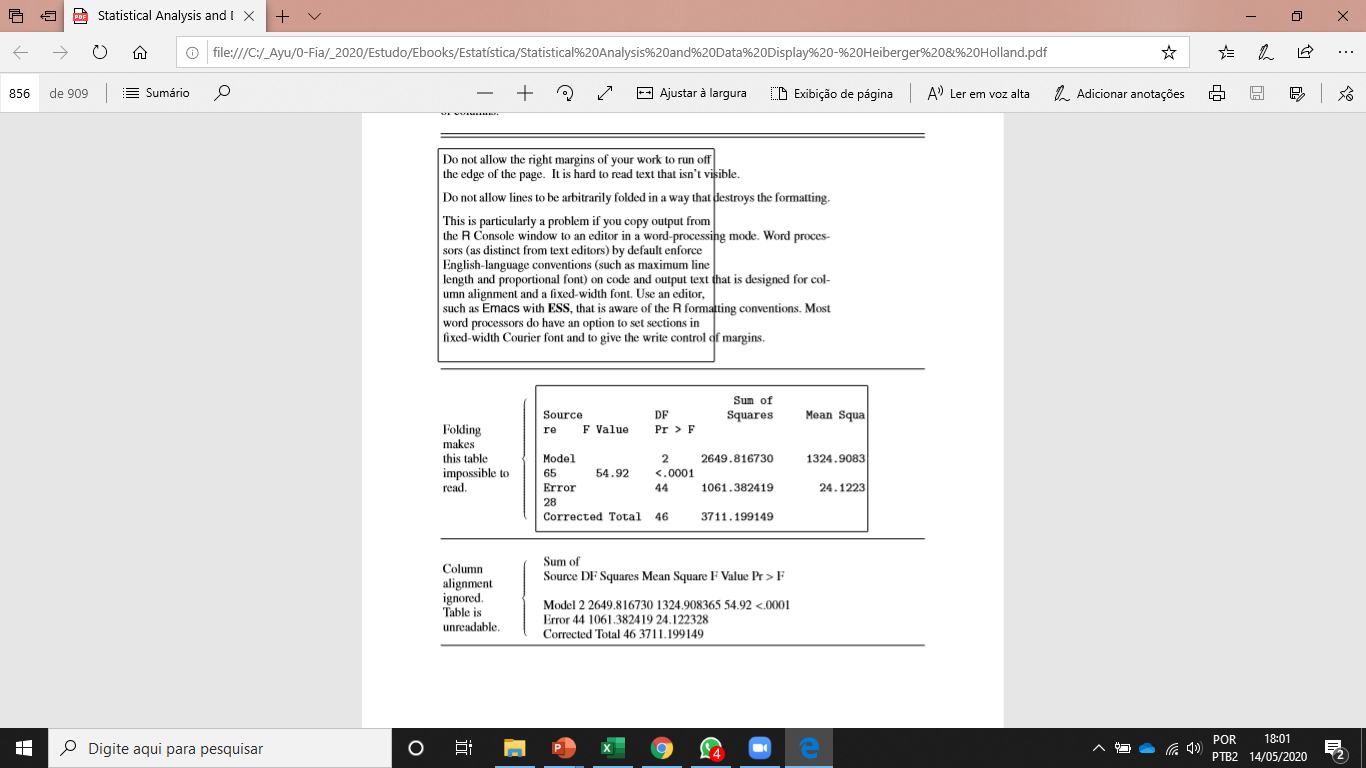 Statistical Analysis and D
file:///C:/_Ayu/0-Fia/_2020/Estudo/Ebooks/Estatística/Statistical%20Analysis%20and%20Data%20Display%20-%20Heiberger%20&%20Holland.pdf
856 de 909 Sumário Ajustar à largura Exibição de página Ler em voz alta Adicionar anotações
of columns.
Do not allow the right margins of your work to run off
the edge of the page. It is hard to read text that isn't visible.
Do not allow lines to be arbitrarily folded in a way that destroys the formatting.
This is particularly a problem if you copy output from
the R Console window to an editor in a word-processing mode. Word proces-
sors (as distinct from text editors) by default enforce
English-language conventions (such as maximum line
length and proportional font) on code and output text that is designed for col-
umn alignment and a fixed-width font. Use an editor,
such as Emacs with ESS, that is aware of the R formatting conventions. Most
word processors do have an option to set sections in
fixed-width Courier font and to give the write control of margins.
Folding
makes
this table
impossible to
read.
Sum of
Source DF Squares Mean Squa
re F Value Pr > F
Model 2 2649.816730 1324.9083
65 54.92 <.0001
Error 44 1061.382419 24.1223
28
Corrected Total 46 3711.199149
Column
alignment
ignored.
Table is
unreadable.
Sum of
Source DF Squares Mean Square F Value Pr > F
Model 2 2649.816730 1324.908365 54.92 <.0001
Error 44 1061.382419 24.122328
Corrected Total 46 3711.199149
Digite aqui para pesquisar
4
POR
PTB2
18:01
14/05/2020
2